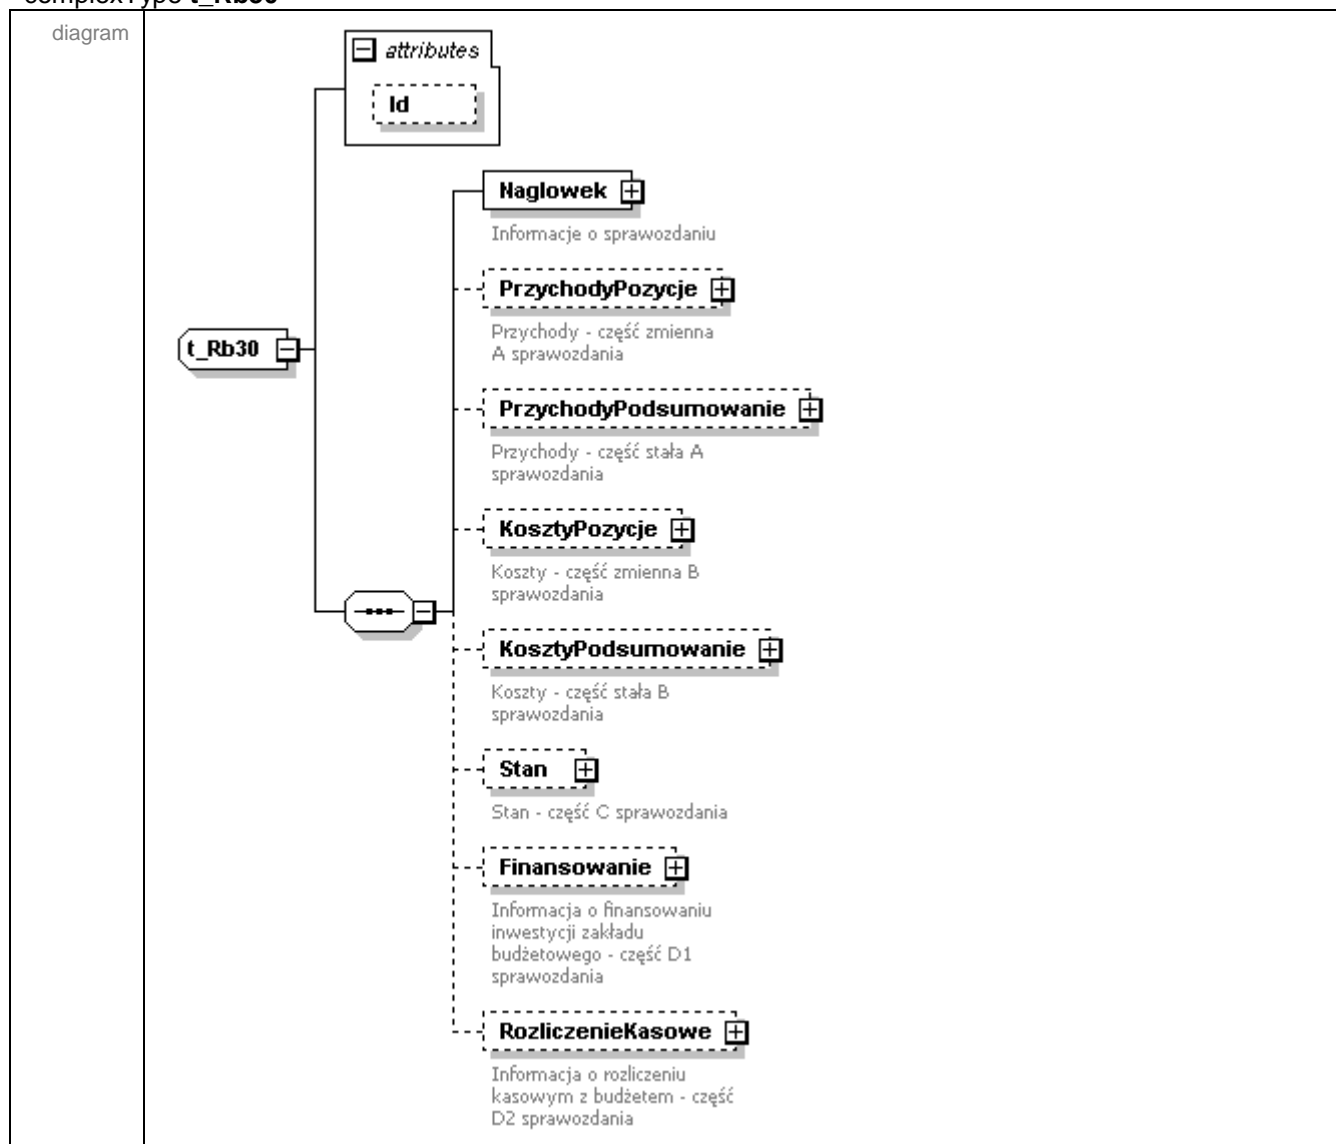 complexType t_Rb30
diagram
attributes
Id
Naglowek
Informacje o sprawozdaniu
PrzychodyPozycje
Przychody - część zmienna
A sprawozdania
t_Rb30
PrzychodyPodsumowanie
Przychody - część stała A
sprawozdania
KosztyPozycje
Koszty - część zmienna B
sprawozdania
KosztyPodsumowanie
Koszty - część stała B
sprawozdania
Stan
Stan - część C sprawozdania
Finansowanie
Informacja o finansowaniu
inwestycji zakładu
budżetowego - część D1
sprawozdania
RozliczenieKasowe
Informacja o rozliczeniu
kasowym z budżetem - część
D2 sprawozdania